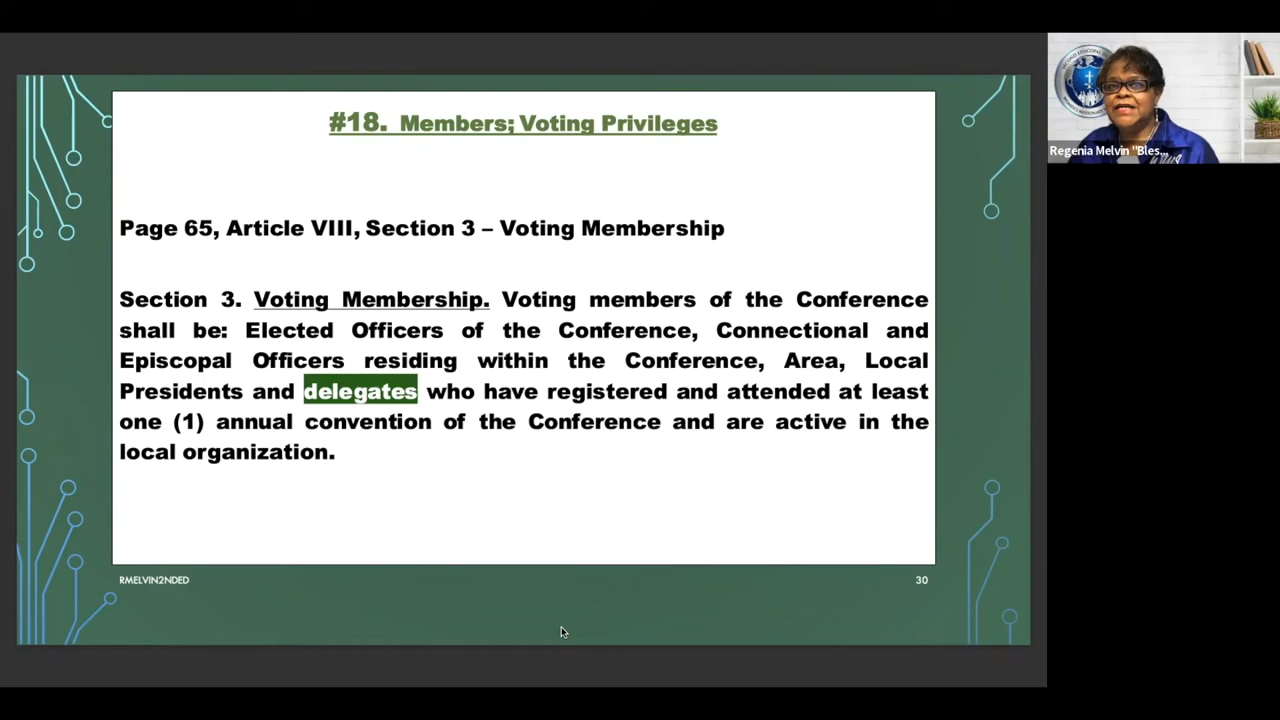 #18. Members; Voting Privileges
Page 65, Article VIII, Section 3 – Voting Membership
Section 3. Voting Membership. Voting members of the Conference
shall be: Elected Officers of the Conference, Connectional and
Episcopal Officers residing within the Conference, Area, Local
Presidents and delegates who have registered and attended at least
one (1) annual convention of the Conference and are active in the
local organization.
RMELVIN2NDED
30
Regenia Melvin "Bles...